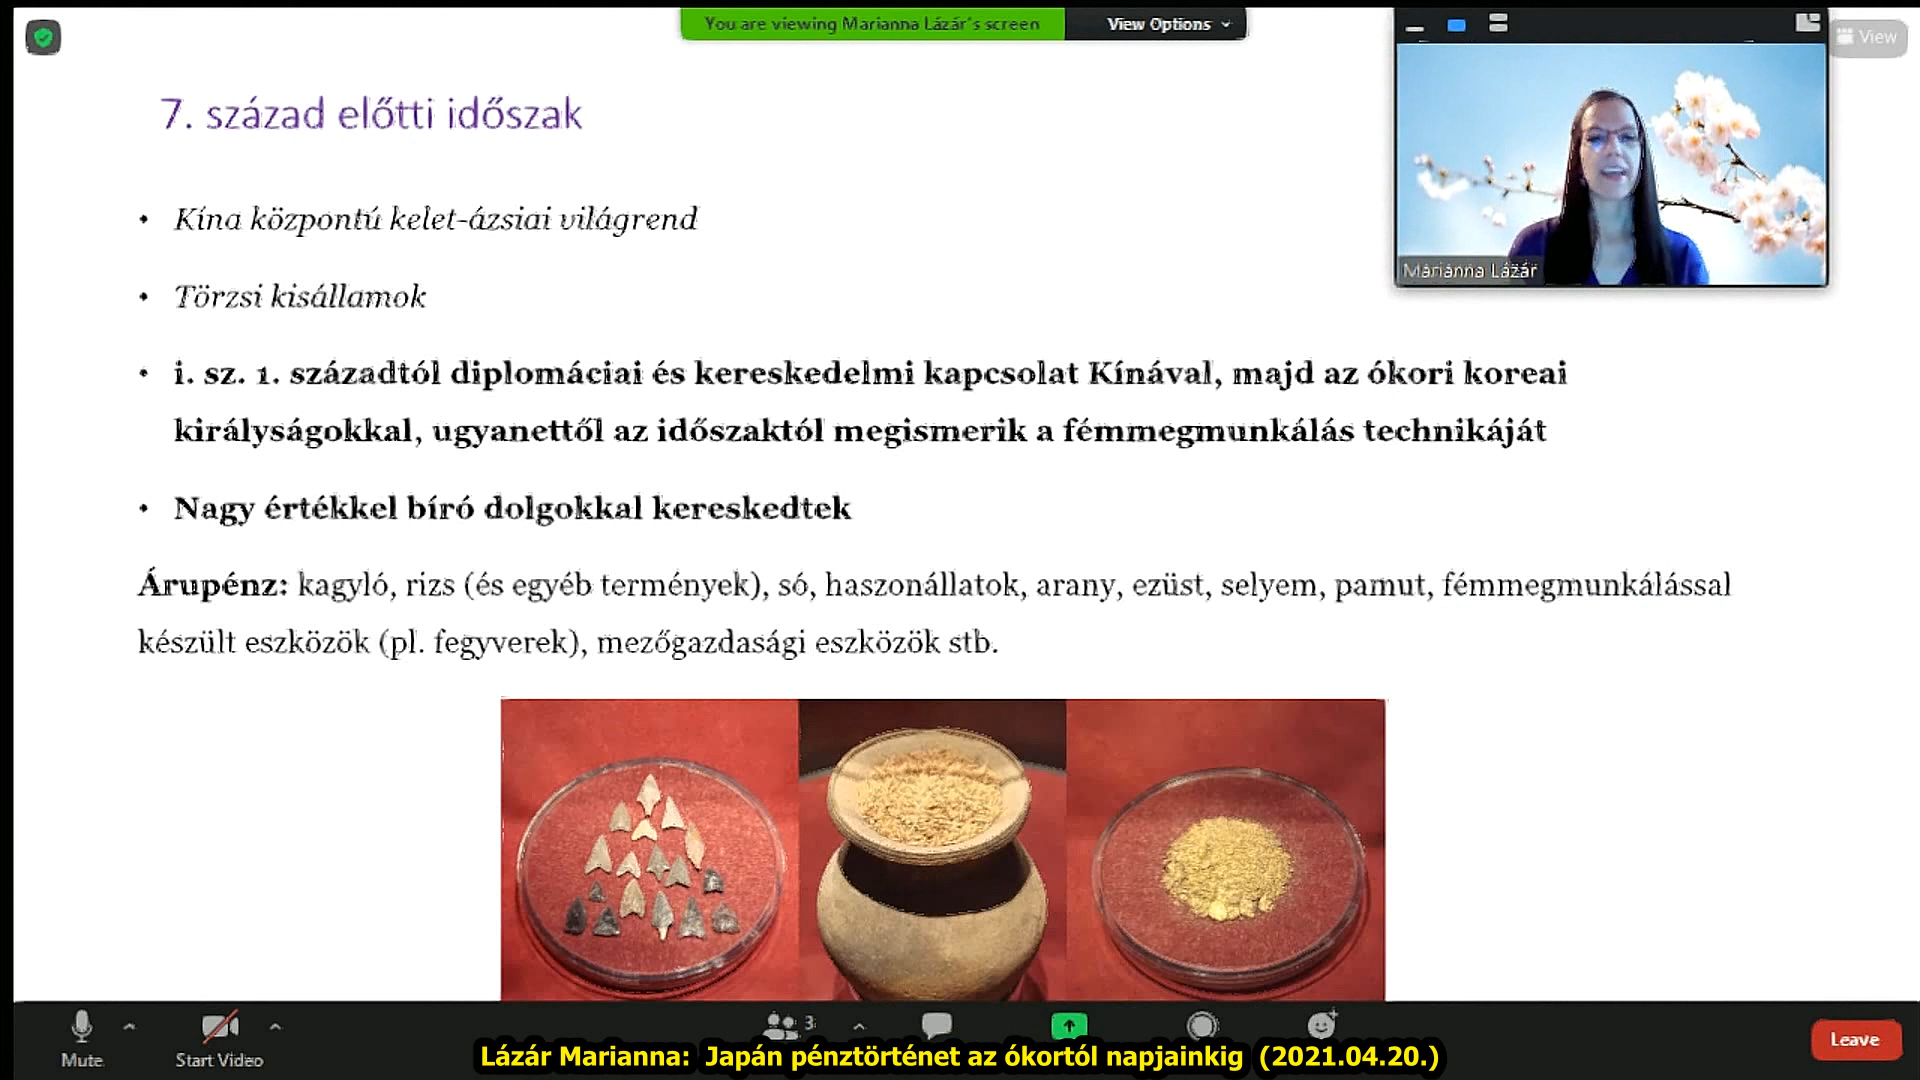 You are viewing Marianna Lázár's screen
View Options
View
7. század előtti időszak
Marianna Lázár
• Kína központú kelet-ázsiai világrend
• Törzsi kisállamok
• i. sz. 1. századtól diplomáciai és kereskedelmi kapcsolat Kínával, majd az ókori koreai
királyságokkal, ugyanettől az időszaktól megismerik a fémmegmunkálás technikáját
• Nagy értékkel bíró dolgokkal kereskedtek
Árupénz: kagyló, rizs (és egyéb termények), só, haszonállatok, arany, ezüst, selyem, pamut, fémmegmunkálással
készült eszközök (pl. fegyverek), mezőgazdasági eszközök stb.
3
Mute
Start Video
Leave
Lázár Marianna: Japán pénztörténet az ókortól napjainkig (2021.04.20.)